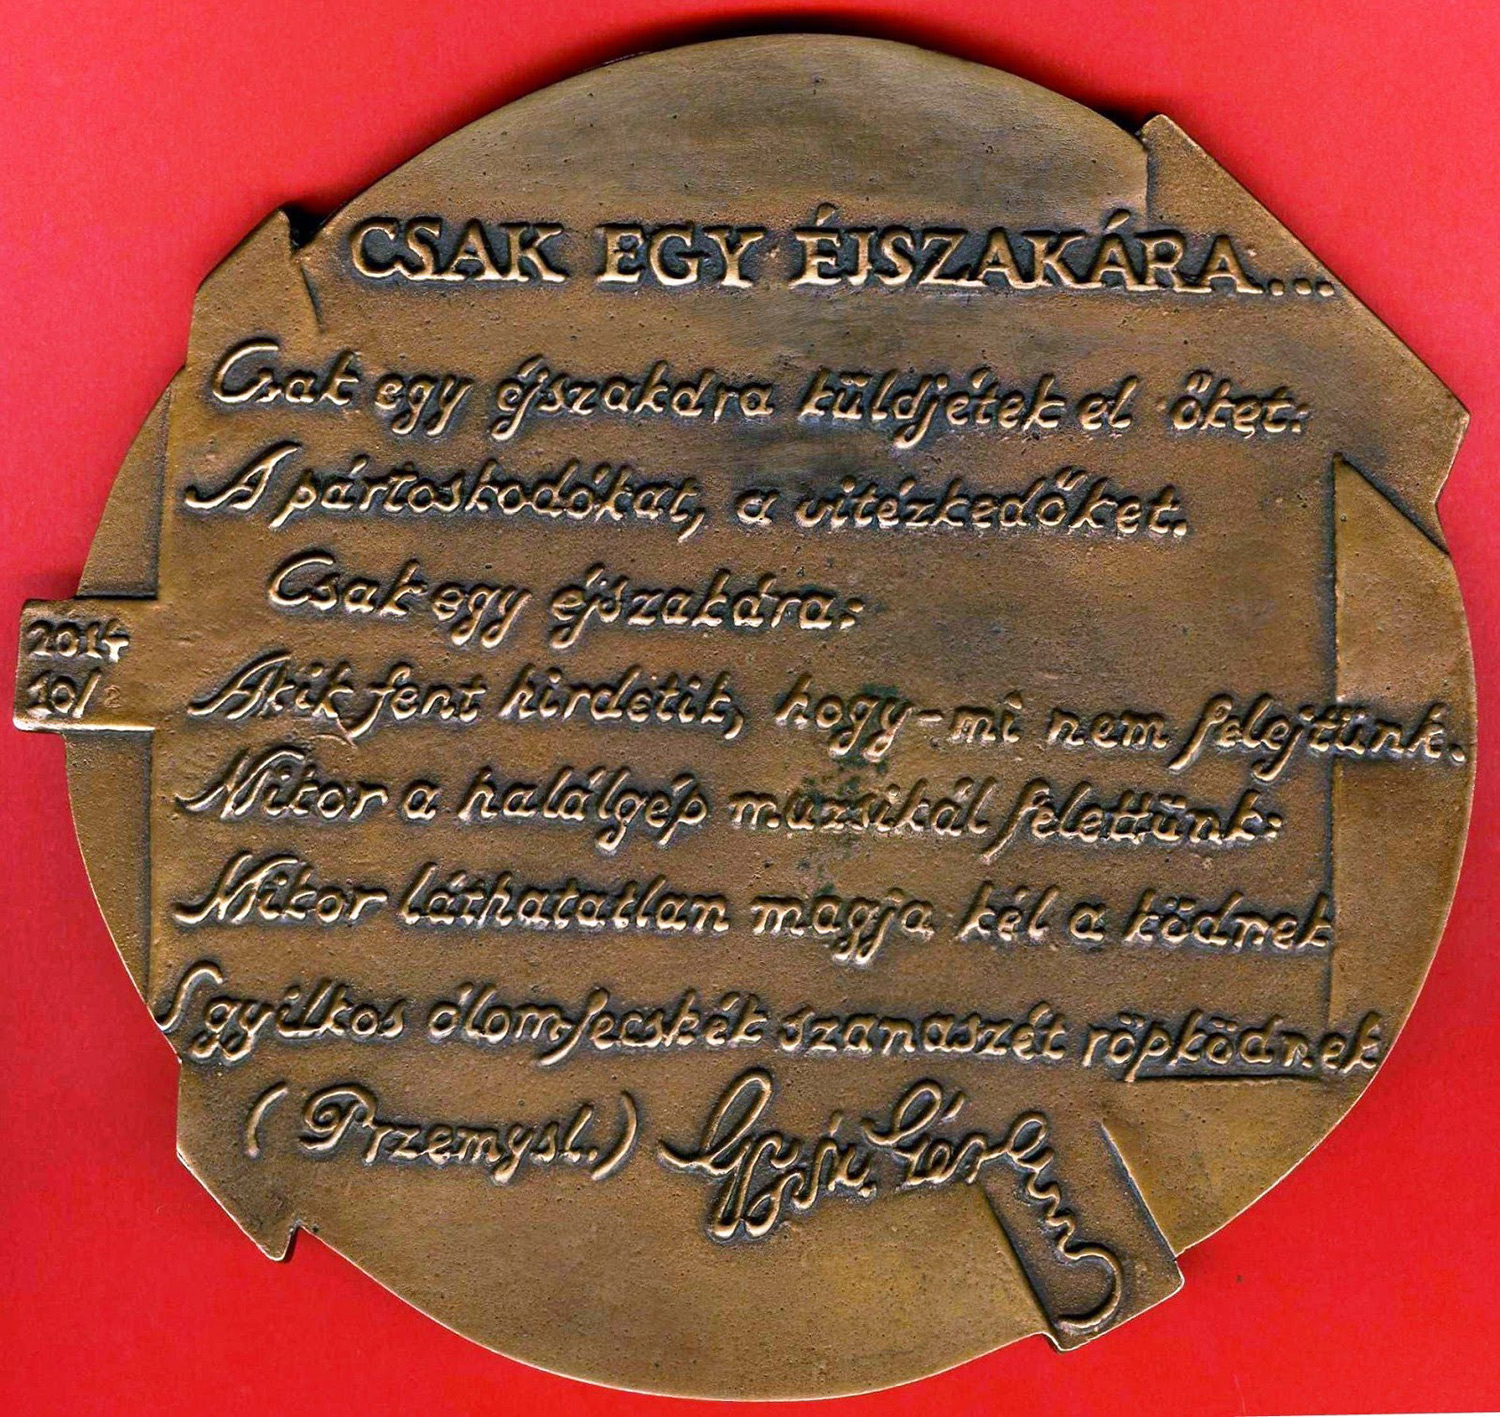 CSAK EGY ÉJSZAKÁRA...
Csak egy éjszakára küldjétek el őket:
A pártoskodókat, a vitézkedőket.
Csak egy éjszakára:
Akik fent hirdetik, hogy-mi nem felejtünk.
Mikor a halálgép muzsikál felettünk:
Mikor láthatatlan magja kél a ködnek
S gyilkos ólomfecskék szanaszét röpködnek
(Przemysl.) Gyóni Géza
2014
10/2